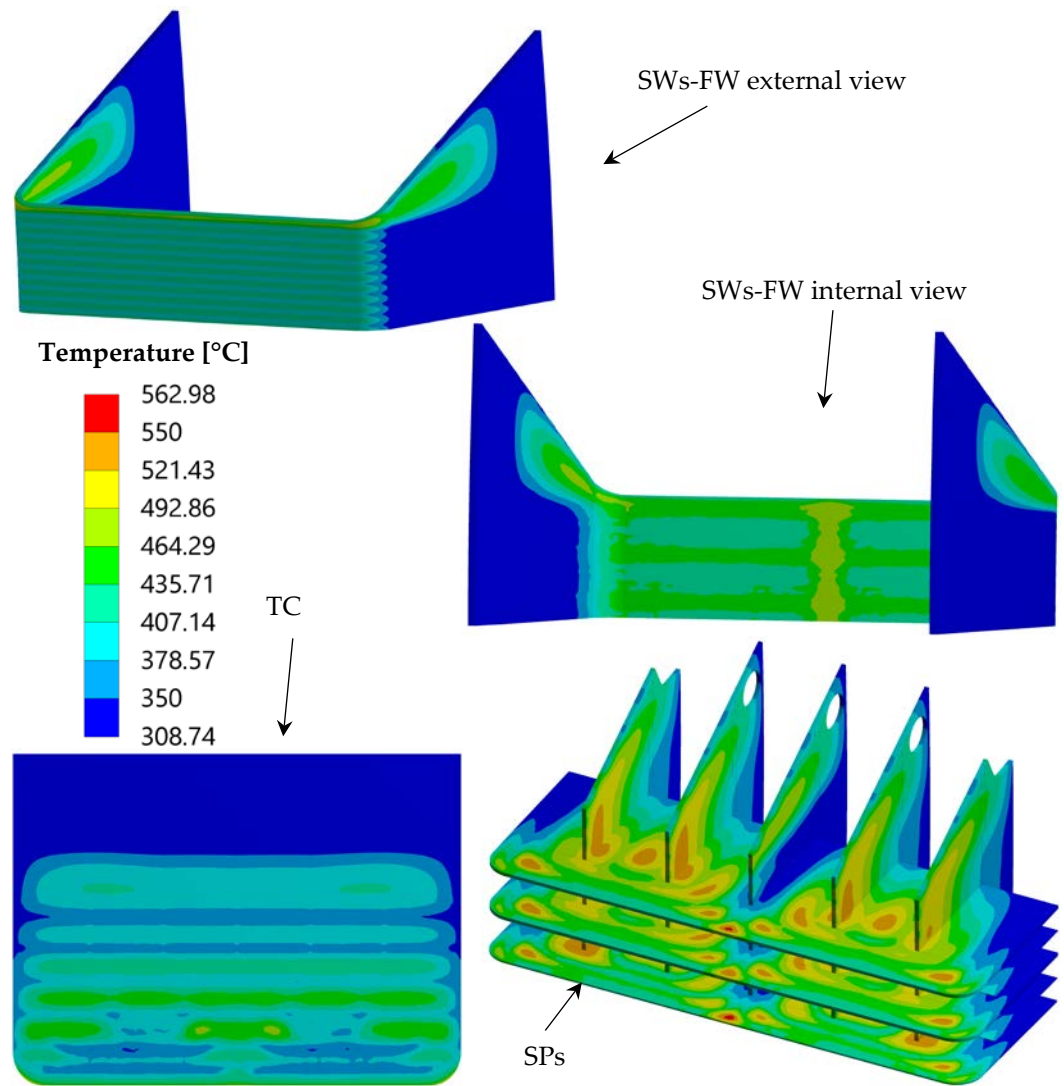 SWs-FW external view
SWs-FW internal view
Temperature [°C]
562.98
550
521.43
492.86
464.29
435.71
407.14
378.57
350
308.74
TC
SPs